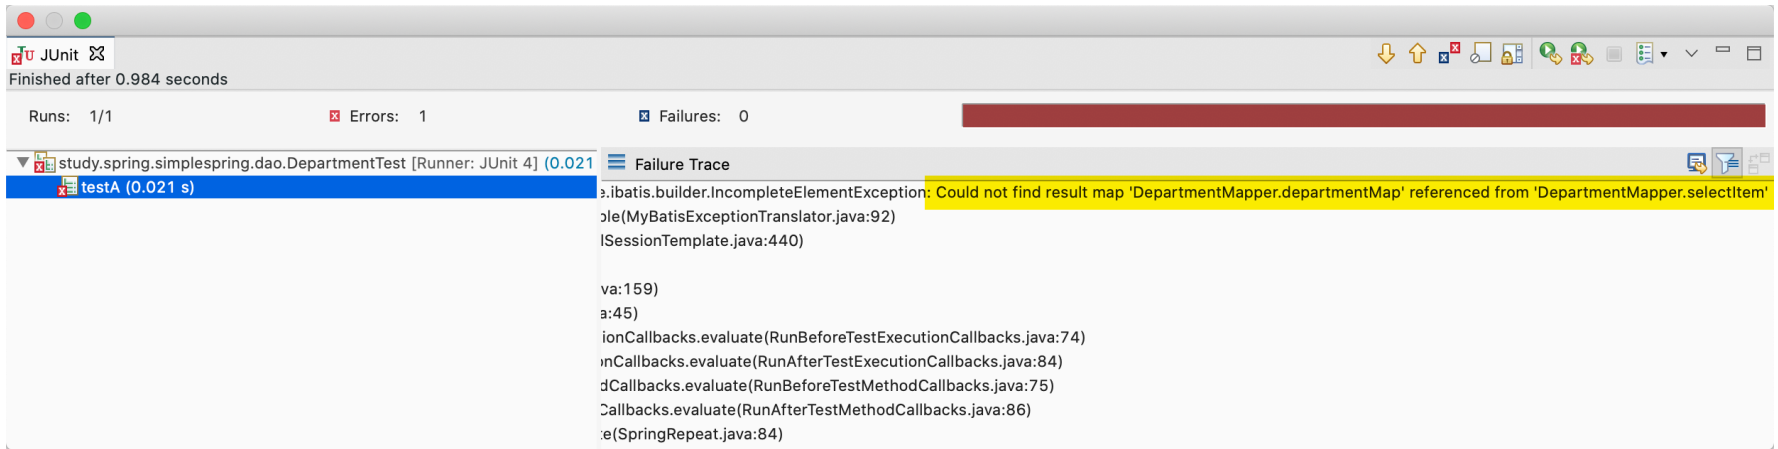 JUnit
Finished after 0.984 seconds
Runs: 1/1 Errors: 1 Failures: 0
study.spring.simplespring.dao.DepartmentTest [Runner: JUnit 4] (0.021
testA (0.021 s)
Failure Trace
e.ibatis.builder.IncompleteElementException: Could not find result map 'DepartmentMapper.departmentMap' referenced from 'DepartmentMapper.selectItem'
ble(MyBatisExceptionTranslator.java:92)
lSessionTemplate.java:440)
va:159)
a:45)
ionCallbacks.evaluate(RunBeforeTestExecutionCallbacks.java:74)
onCallbacks.evaluate(RunAfterTestExecutionCallbacks.java:84)
dCallbacks.evaluate(RunBeforeTestMethodCallbacks.java:75)
Callbacks.evaluate(RunAfterTestMethodCallbacks.java:86)
te(SpringRepeat.java:84)